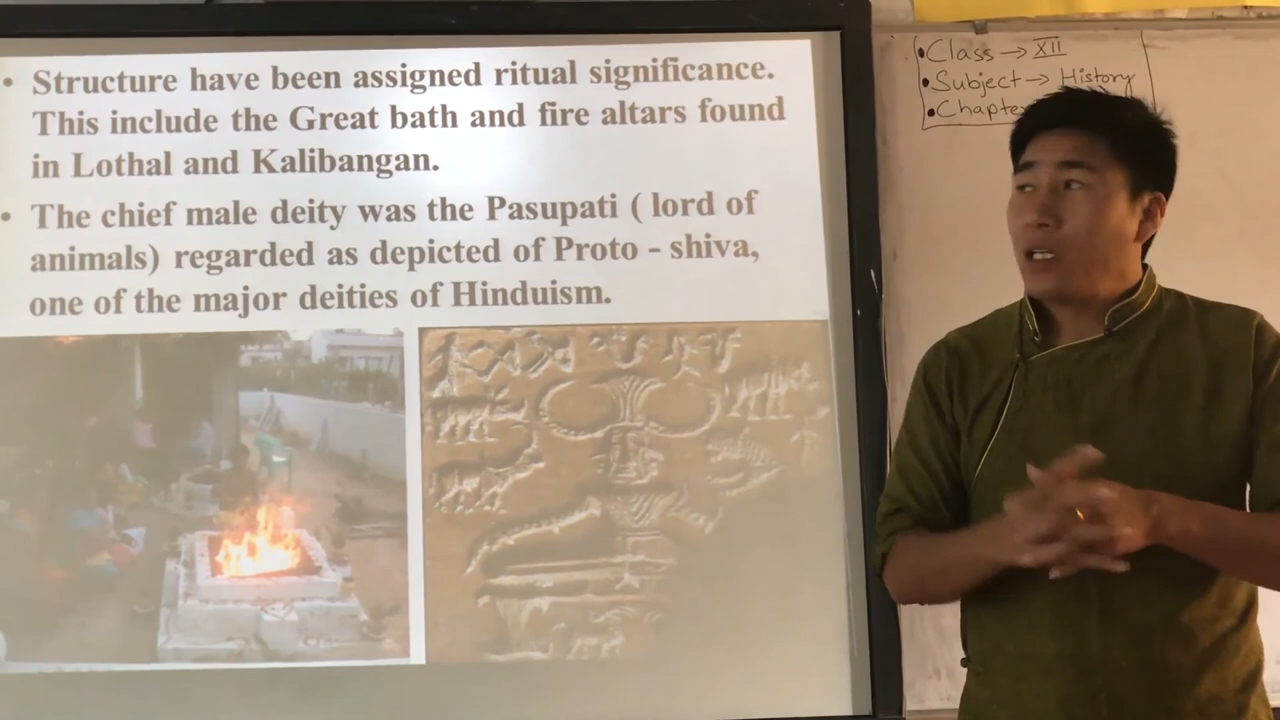 • Structure have been assigned ritual significance.
This include the Great bath and fire altars found
in Lothal and Kalibangan.
• The chief male deity was the Pasupati ( lord of
animals) regarded as depicted of Proto - shiva,
one of the major deities of Hinduism.
• Class → XII
• Subject → History
• Chapte